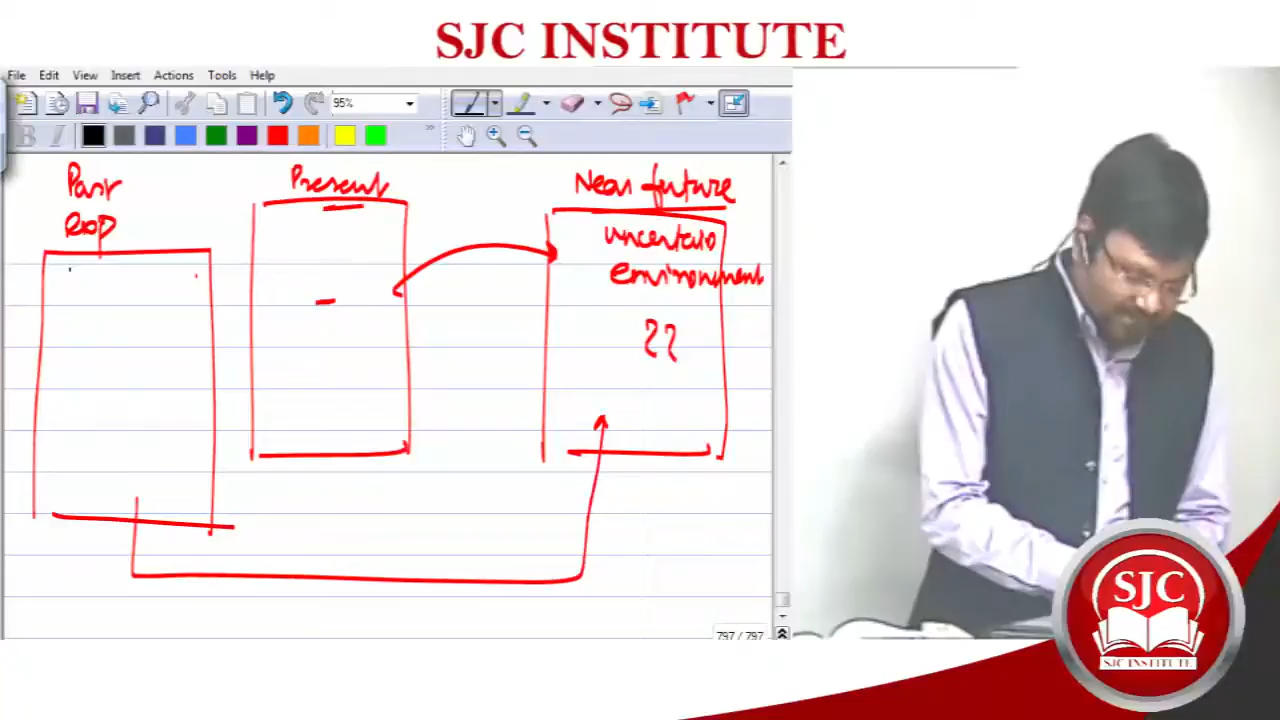 SJC INSTITUTE
File Edit View Insert Actions Tools Help
95%
B I
Past
exp
Present
Near future
uncertain
environment
??
797 / 797
SJC
SJC INSTITUTE